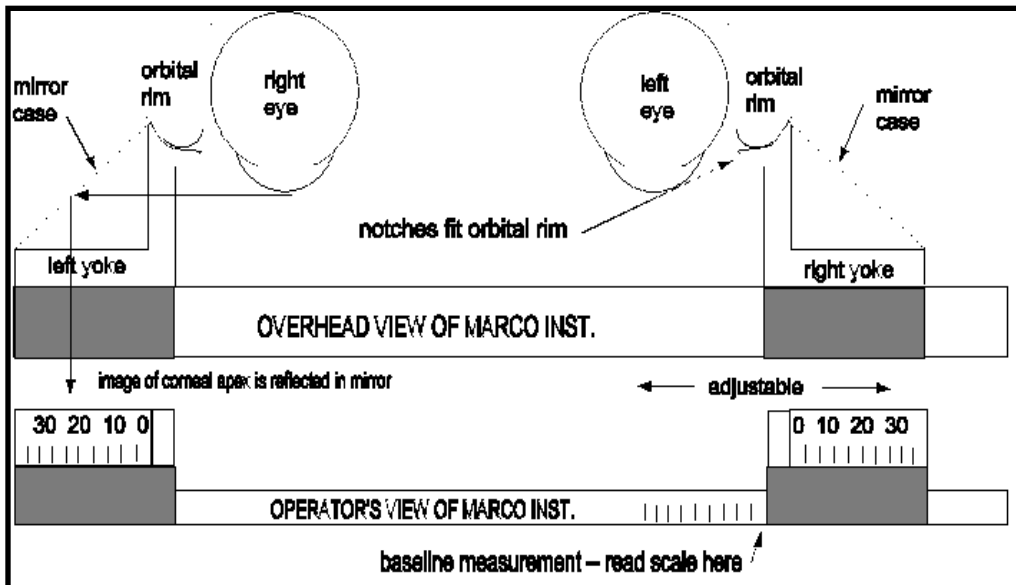 mirror
case
orbital
rim
right
eye
left
eye
orbital
rim
mirror
case
notches fit orbital rim
left yoke
right yoke
OVERHEAD VIEW OF MARCO INST.
image of corneal apex is reflected in mirror
adjustable
30 20 10 0
0 10 20 30
OPERATOR'S VIEW OF MARCO INST.
baseline measurement – read scale here